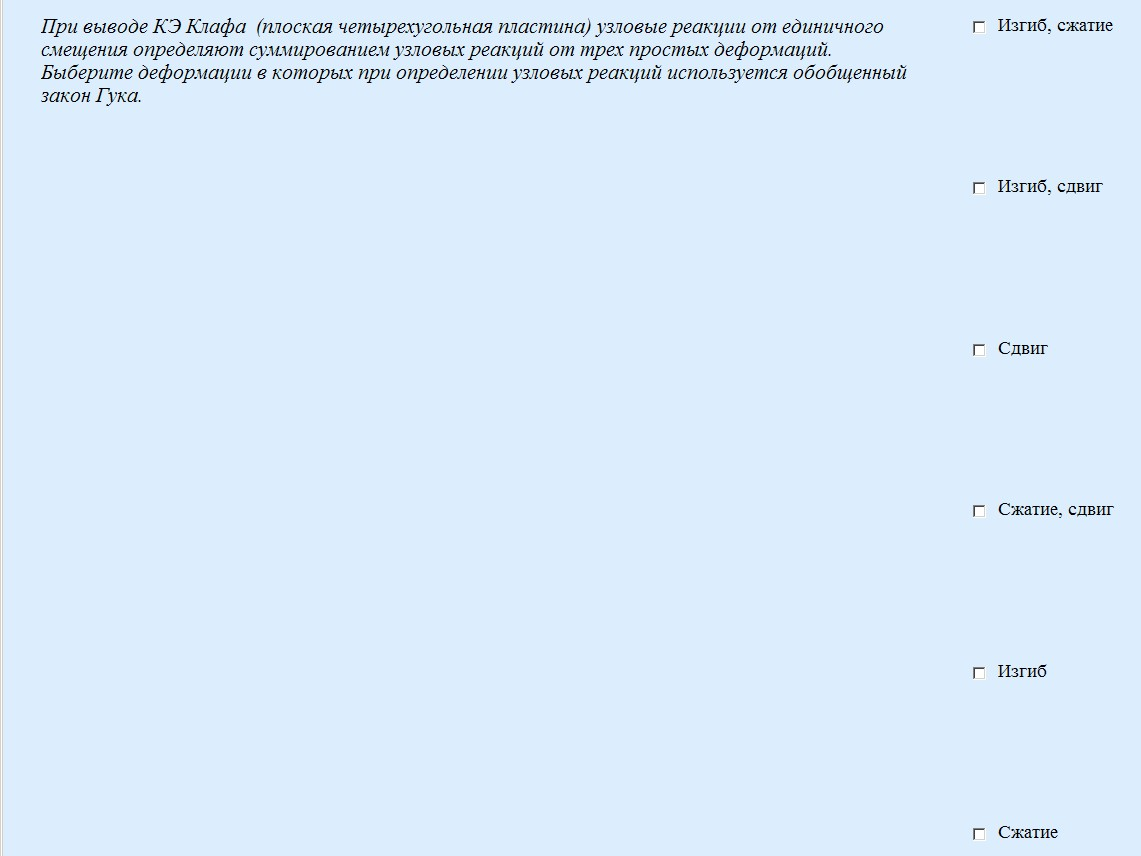 При выводе КЭ Клафа (плоская четырехугольная пластина) узловые реакции от единичного
смещения определяют суммированием узловых реакций от трех простых деформаций.
Выберите деформации в которых при определении узловых реакций используется обобщенный
закон Гука.
Изгиб, сжатие
Изгиб, сдвиг
Сдвиг
Сжатие, сдвиг
Изгиб
Сжатие